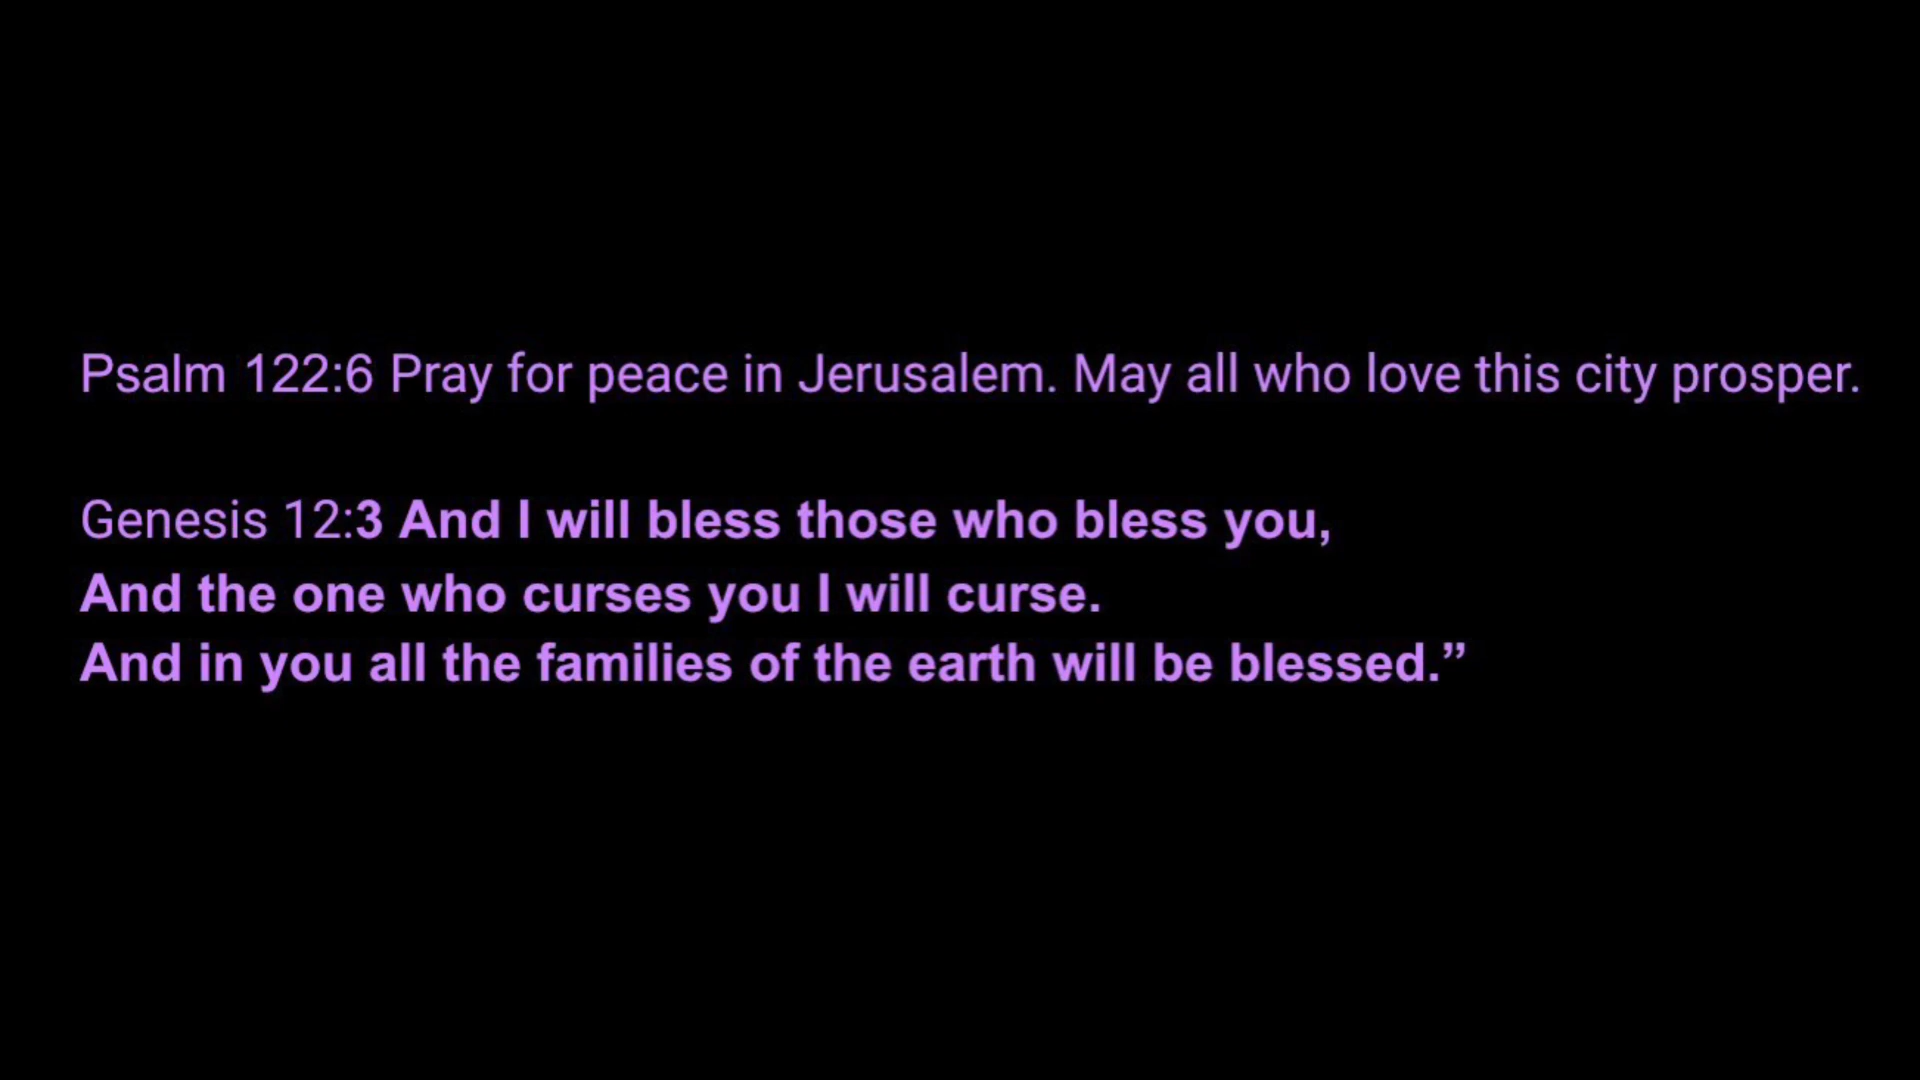 Psalm 122:6 Pray for peace in Jerusalem. May all who love this city prosper.
Genesis 12:3 And I will bless those who bless you,
And the one who curses you I will curse.
And in you all the families of the earth will be blessed.”